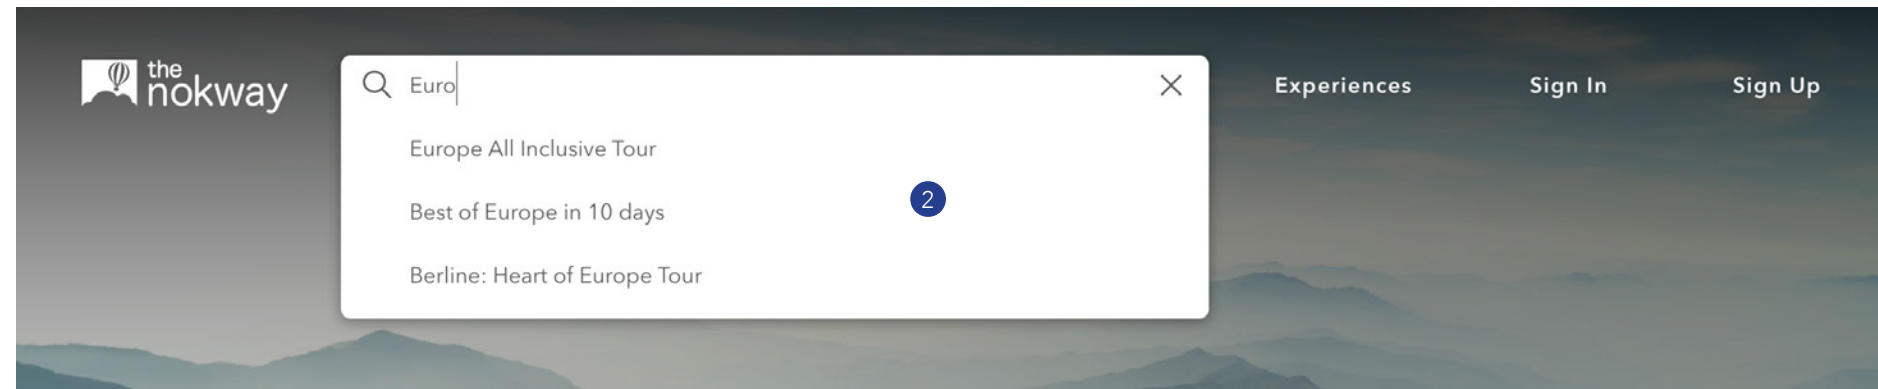 the
nokway
Euro
Experiences
Sign In
Sign Up
Europe All Inclusive Tour
Best of Europe in 10 days
2
Berline: Heart of Europe Tour